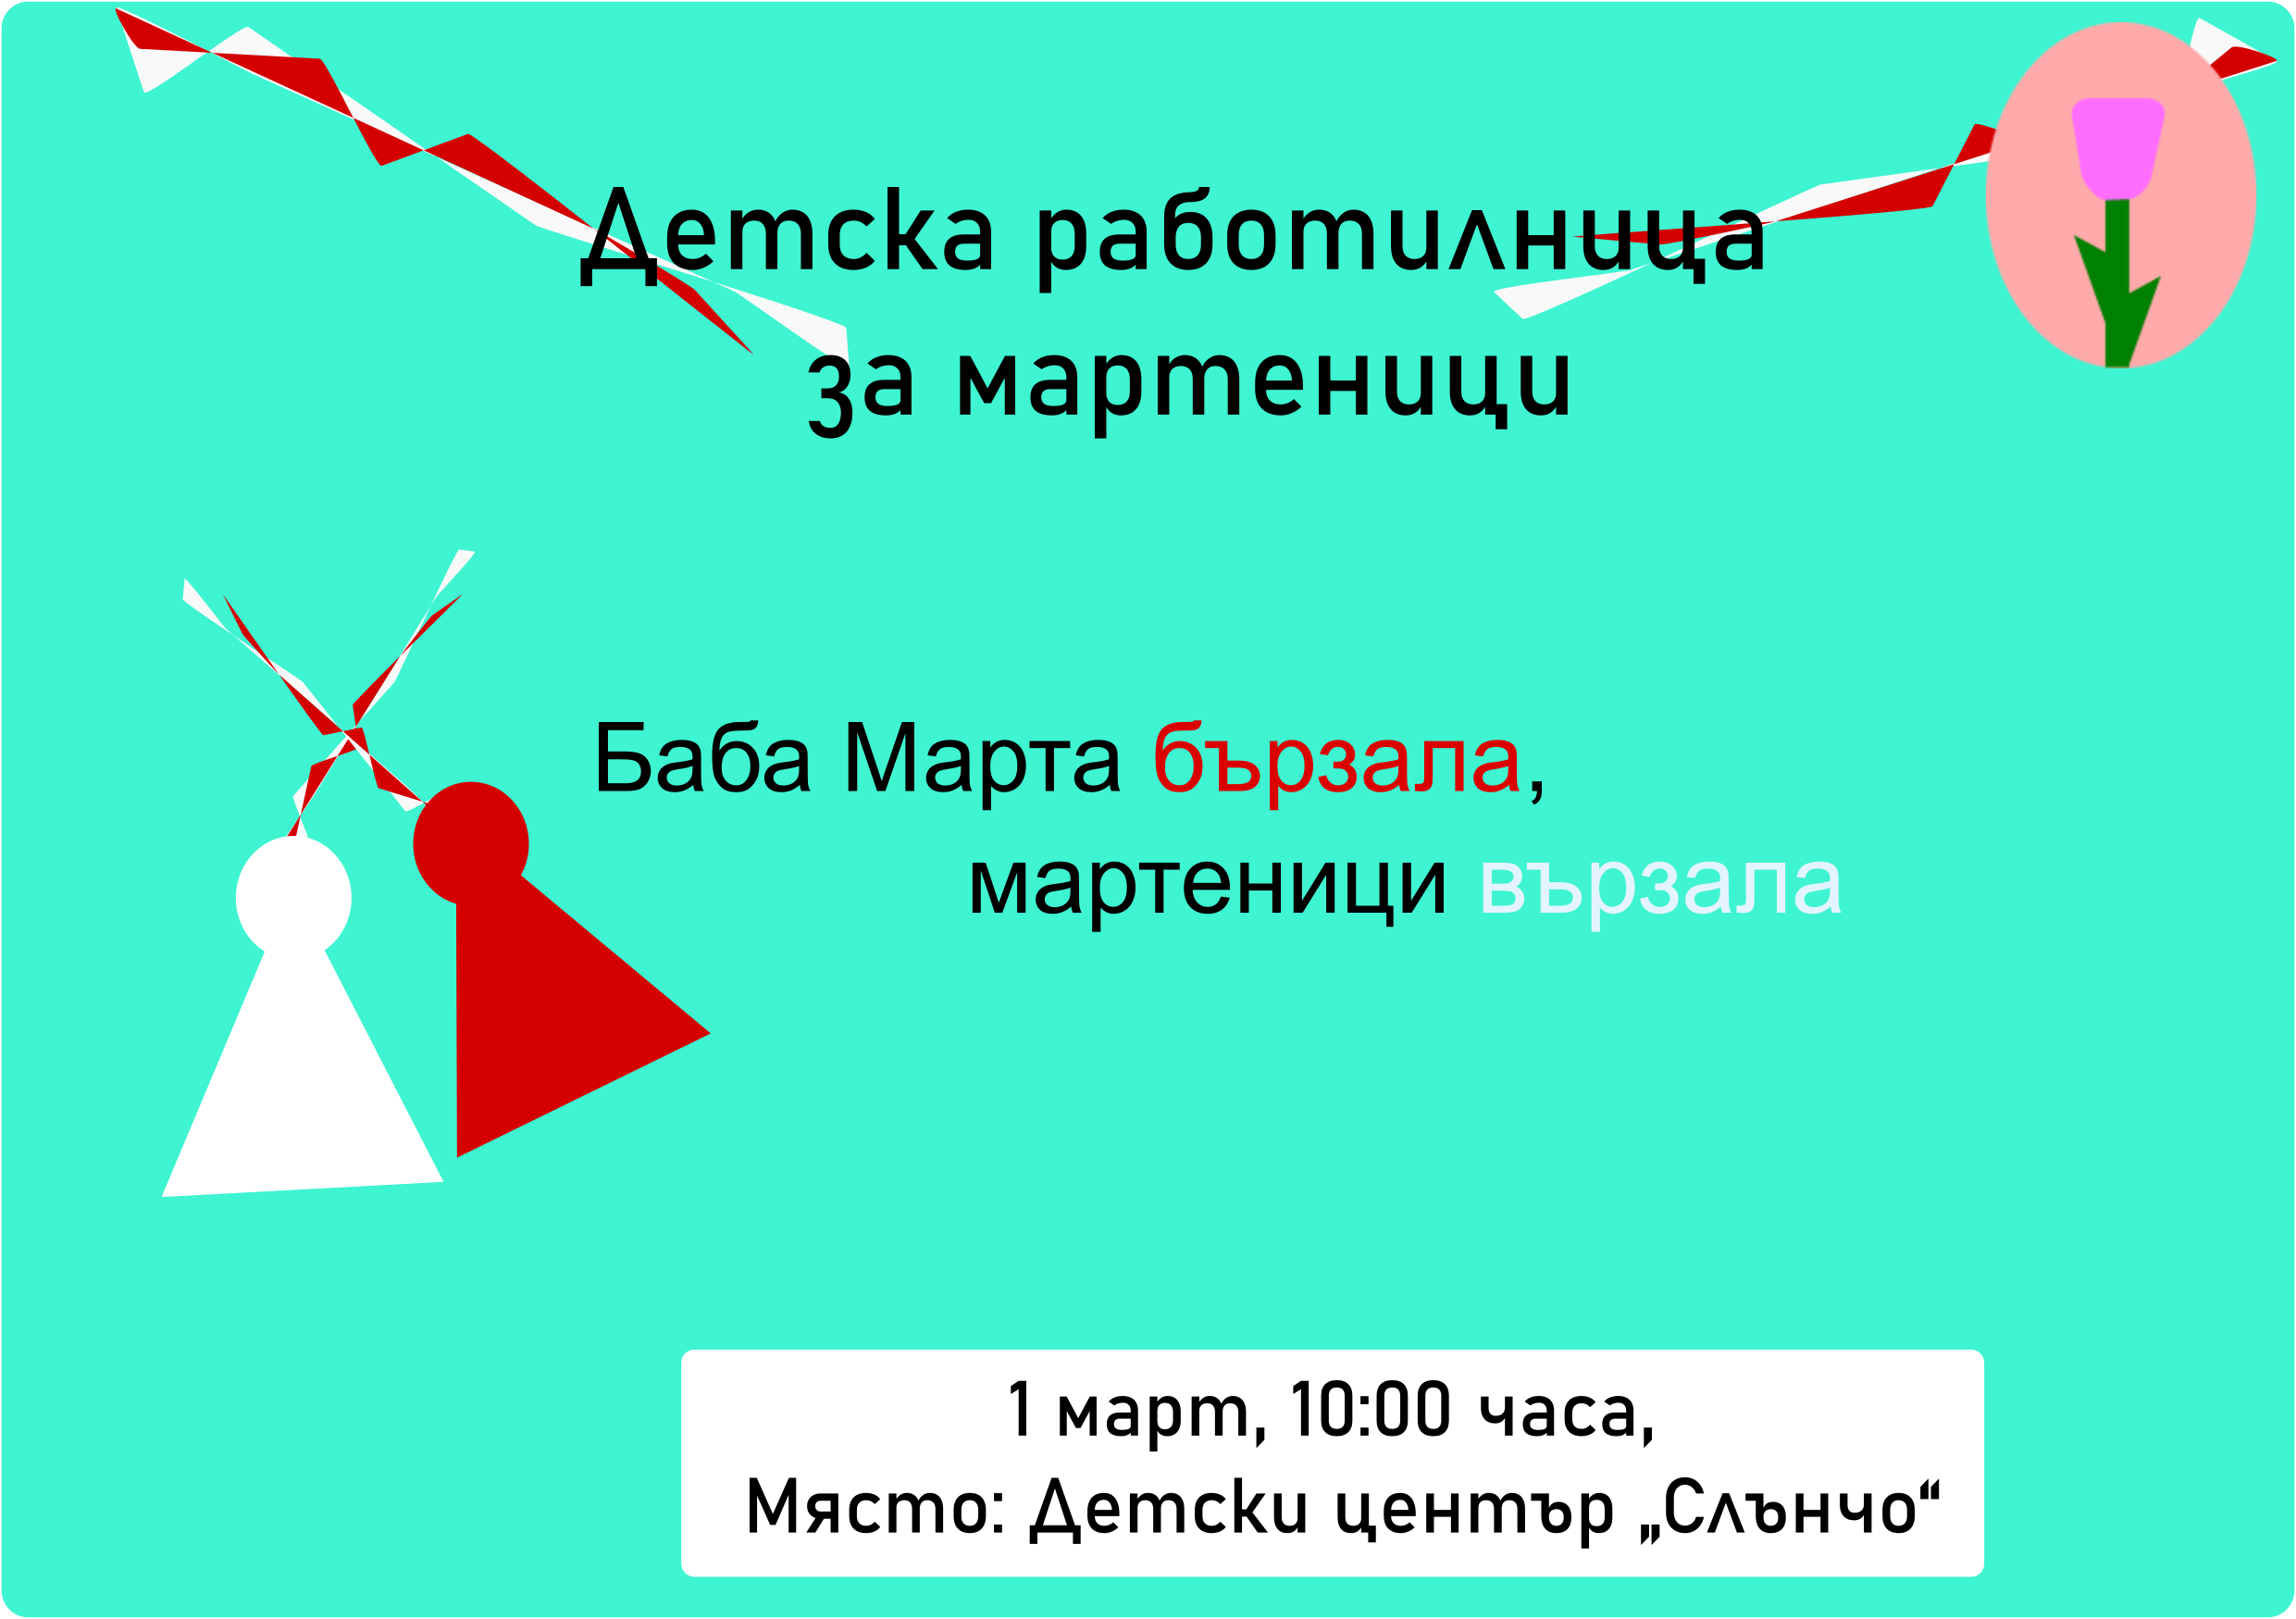 Детска работилница
за мартеници
Баба Марта бързала,
мартеници вързала
1 март, 10:00 часа,
Място: Детски център „Слънчо“